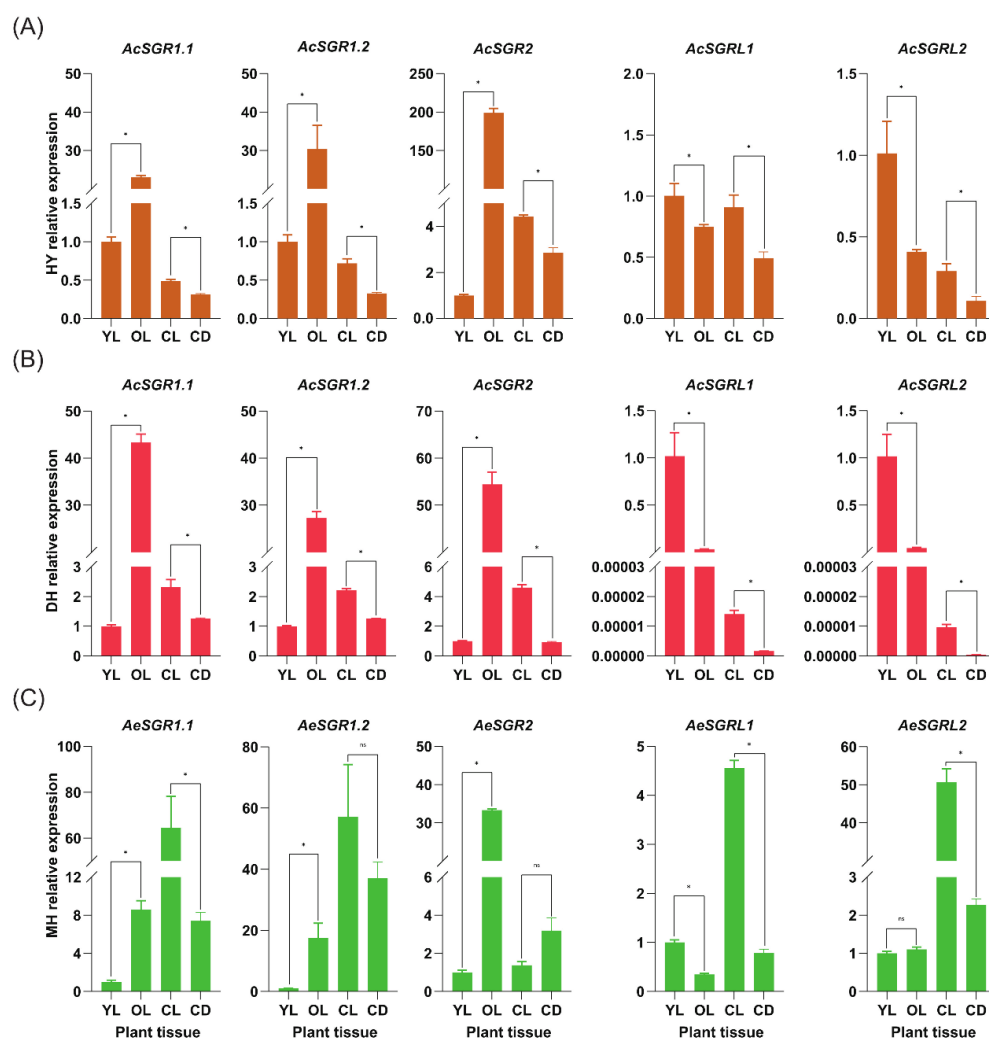 (A)
AcSGR1.1 AcSGR1.2 AcSGR2 AcSGRL1 AcSGRL2
HY relative expression
50 40 30 1.5 1.0 0.5 0.0
50 40 30 1.5 1.0 0.5 0.0
250 200 150 4 2 0
2.0 1.5 1.0 0.5 0.0
1.5 1.0 0.5 0.0
* * * * * * * * * *
YL OL CL CD YL OL CL CD YL OL CL CD YL OL CL CD YL OL CL CD
(B)
AcSGR1.1 AcSGR1.2 AcSGR2 AcSGRL1 AcSGRL2
DH relative expression
50 40 30 3 2 1 0
50 40 30 3 2 1 0
70 60 50 6 4 2 0
1.5 1.0 0.5 0.00003 0.00002 0.00001 0.00000
1.5 1.0 0.5 0.00003 0.00002 0.00001 0.00000
* * * * * * * * * *
YL OL CL CD YL OL CL CD YL OL CL CD YL OL CL CD YL OL CL CD
(C)
AeSGR1.1 AeSGR1.2 AeSGR2 AeSGRL1 AeSGRL2
MH relative expression
100 80 60 12 8 4 0
80 60 40 20 0
50 40 30 6 4 2 0
5 4 3 2 1 0
60 50 40 3 2 1 0
* * * ns * ns * * ns *
YL OL CL CD YL OL CL CD YL OL CL CD YL OL CL CD YL OL CL CD
Plant tissue Plant tissue Plant tissue Plant tissue Plant tissue